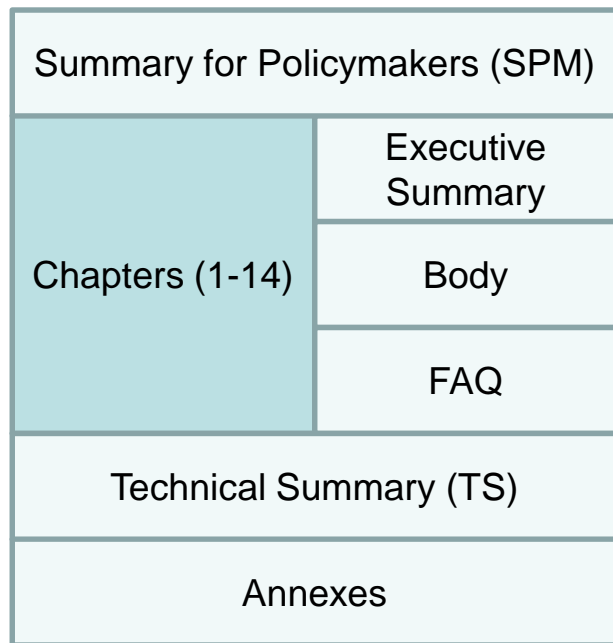 Summary for Policymakers (SPM)
Chapters (1-14)
Executive
Summary
Body
FAQ
Technical Summary (TS)
Annexes